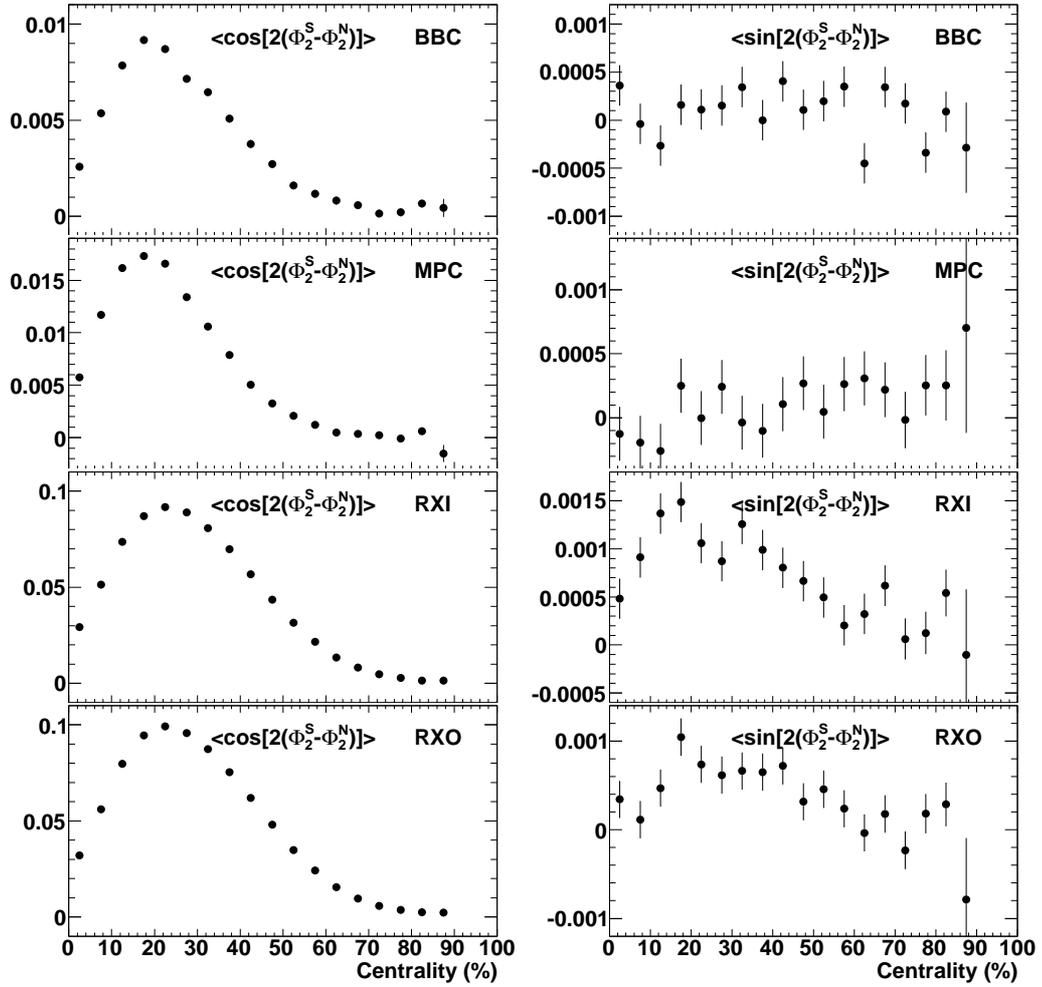 0.01
0.005
0
<cos[2(Φ₂ˢ-Φ₂ᴺ)]> BBC
0.001
0.0005
0
-0.0005
-0.001
<sin[2(Φ₂ˢ-Φ₂ᴺ)]> BBC
0.015
0.01
0.005
0
<cos[2(Φ₂ˢ-Φ₂ᴺ)]> MPC
0.001
0.0005
0
<sin[2(Φ₂ˢ-Φ₂ᴺ)]> MPC
0.1
0.05
0
<cos[2(Φ₂ˢ-Φ₂ᴺ)]> RXI
0.0015
0.001
0.0005
0
-0.0005
<sin[2(Φ₂ˢ-Φ₂ᴺ)]> RXI
0.1
0.05
0
<cos[2(Φ₂ˢ-Φ₂ᴺ)]> RXO
0 10 20 30 40 50 60 70 80 90 100
Centrality (%)
0.001
0
-0.001
<sin[2(Φ₂ˢ-Φ₂ᴺ)]> RXO
0 10 20 30 40 50 60 70 80 90 100
Centrality (%)